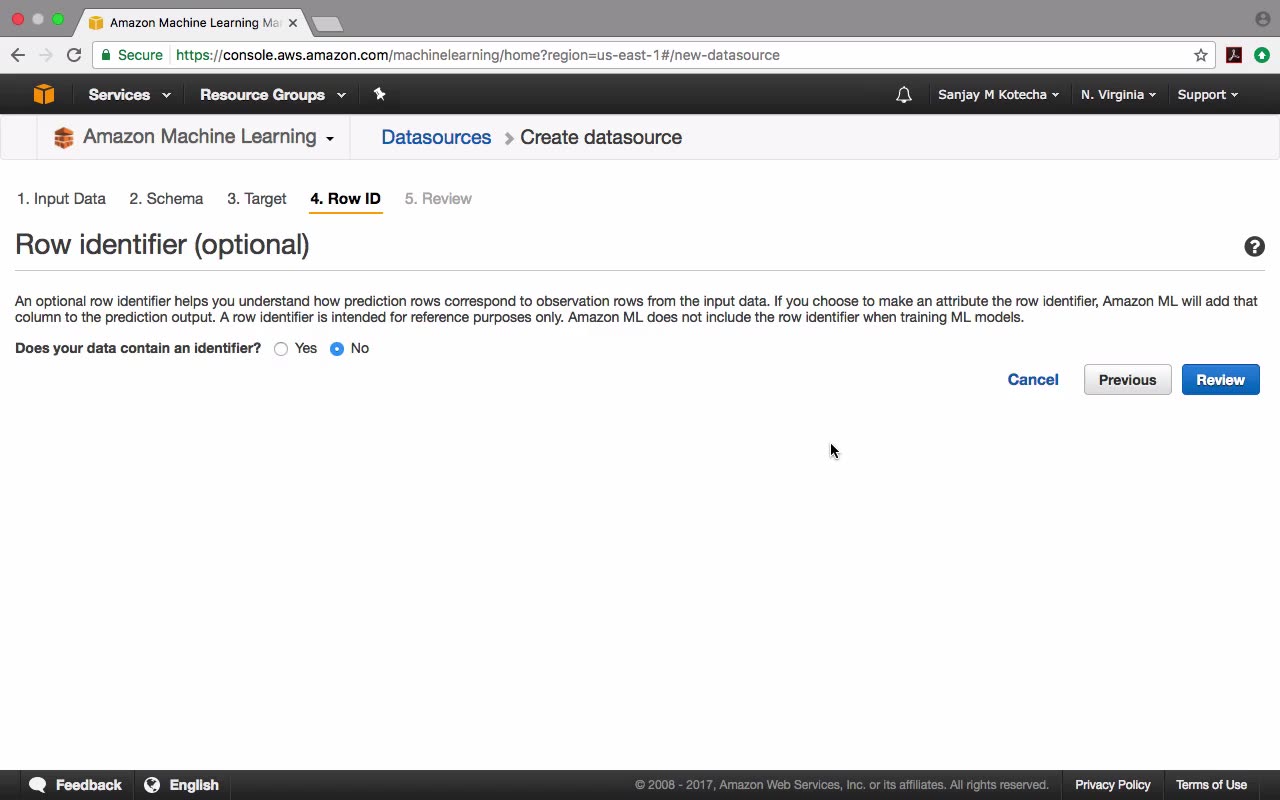 Amazon Machine Learning Ma
Secure https://console.aws.amazon.com/machinelearning/home?region=us-east-1#/new-datasource
Services Resource Groups Sanjay M Kotecha N. Virginia Support
Amazon Machine Learning Datasources Create datasource
1. Input Data 2. Schema 3. Target 4. Row ID 5. Review
Row identifier (optional)
An optional row identifier helps you understand how prediction rows correspond to observation rows from the input data. If you choose to make an attribute the row identifier, Amazon ML will add that
column to the prediction output. A row identifier is intended for reference purposes only. Amazon ML does not include the row identifier when training ML models.
Does your data contain an identifier? Yes No
Cancel Previous Review
Feedback English © 2008 - 2017, Amazon Web Services, Inc. or its affiliates. All rights reserved. Privacy Policy Terms of Use